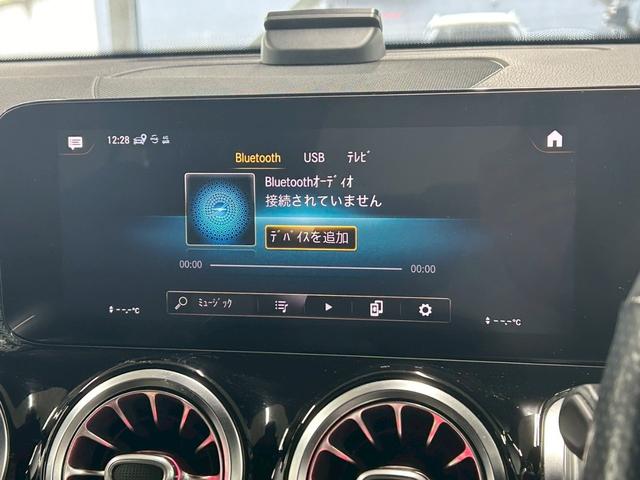 12:28
Bluetooth USB ﾃﾚﾋﾞ
Bluetoothｵｰﾃﾞｨｵ
接続されていません
ﾃﾞﾊﾞｲｽを追加
00:00 00:00
ﾐｭｰｼﾞｯｸ
--.-°C --.-°C